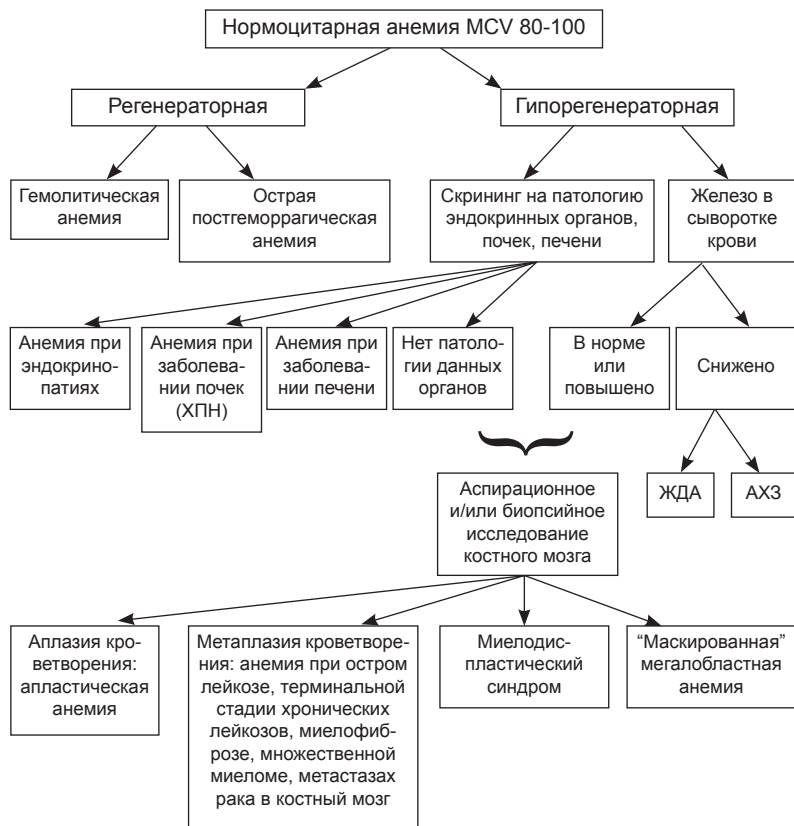 Нормоцитарная анемия MCV 80-100
Регенераторная
Гипорегенераторная
Гемолитическая
анемия
Острая
постгеморрагическая
анемия
Скрининг на патологию
эндокринных органов,
почек, печени
Железо в
сыворотке
крови
Анемия при
эндокрино-
патиях
Анемия при
заболева-
нии почек
(ХПН)
Анемия при
заболева-
нии печени
Нет патоло-
гии данных
органов
В норме
или
повышено
Снижено
ЖДА
АХЗ
Аспирационное
и/или биопсийное
исследование
костного мозга
Аплазия кро-
ветворения:
апластическая
анемия
Метаплазия кроветворе-
ния: анемия при остром
лейкозе, терминальной
стадии хронических
лейкозов, миелофиб-
розе, множественной
миеломе, метастазах
рака в костный мозг
Миелодис-
пластический
синдром
“Маскированная”
мегалобластная
анемия